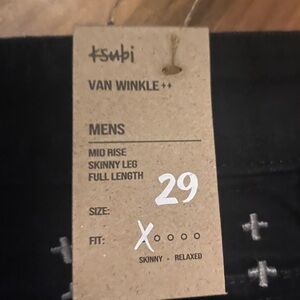 ksubi
VAN WINKLE ++
MENS
MID RISE
SKINNY LEG
FULL LENGTH
29
SIZE:
FIT: X O O O O
SKINNY - RELAXED